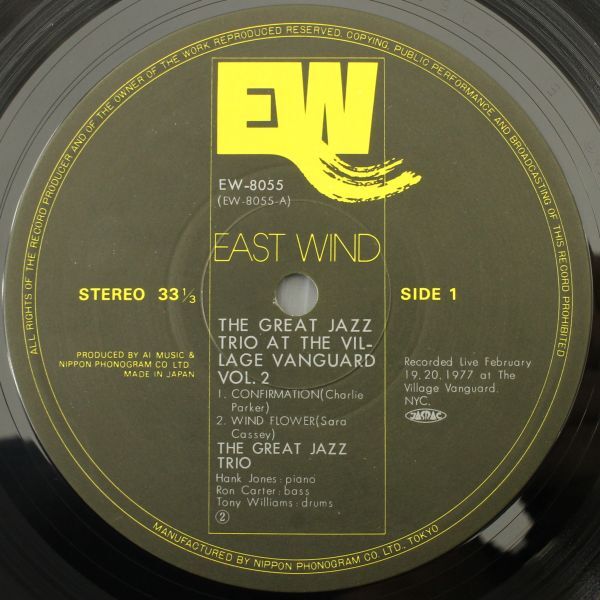 ALL RIGHTS OF THE RECORD PRODUCER AND OF THE OWNER OF THE WORK REPRODUCED RESERVED. COPYING, PUBLIC PERFORMANCE AND BROADCASTING OF THIS RECORD PROHIBITED
EW
EW-8055
(EW-8055-A)
EAST WIND
STEREO 33 1/3
SIDE 1
THE GREAT JAZZ
TRIO AT THE VIL-
LAGE VANGUARD
VOL. 2
1. CONFIRMATION(Charlie
Parker)
2. WIND FLOWER(Sara
Cassey)
THE GREAT JAZZ
TRIO
Hank Jones: piano
Ron Carter: bass
Tony Williams: drums
②
PRODUCED BY AI MUSIC &
NIPPON PHONOGRAM CO. LTD
MADE IN JAPAN
Recorded Live February
19. 20. 1977 at The
Village Vanguard.
NYC.
JASRAC
MANUFACTURED BY NIPPON PHONOGRAM CO. LTD., TOKYO